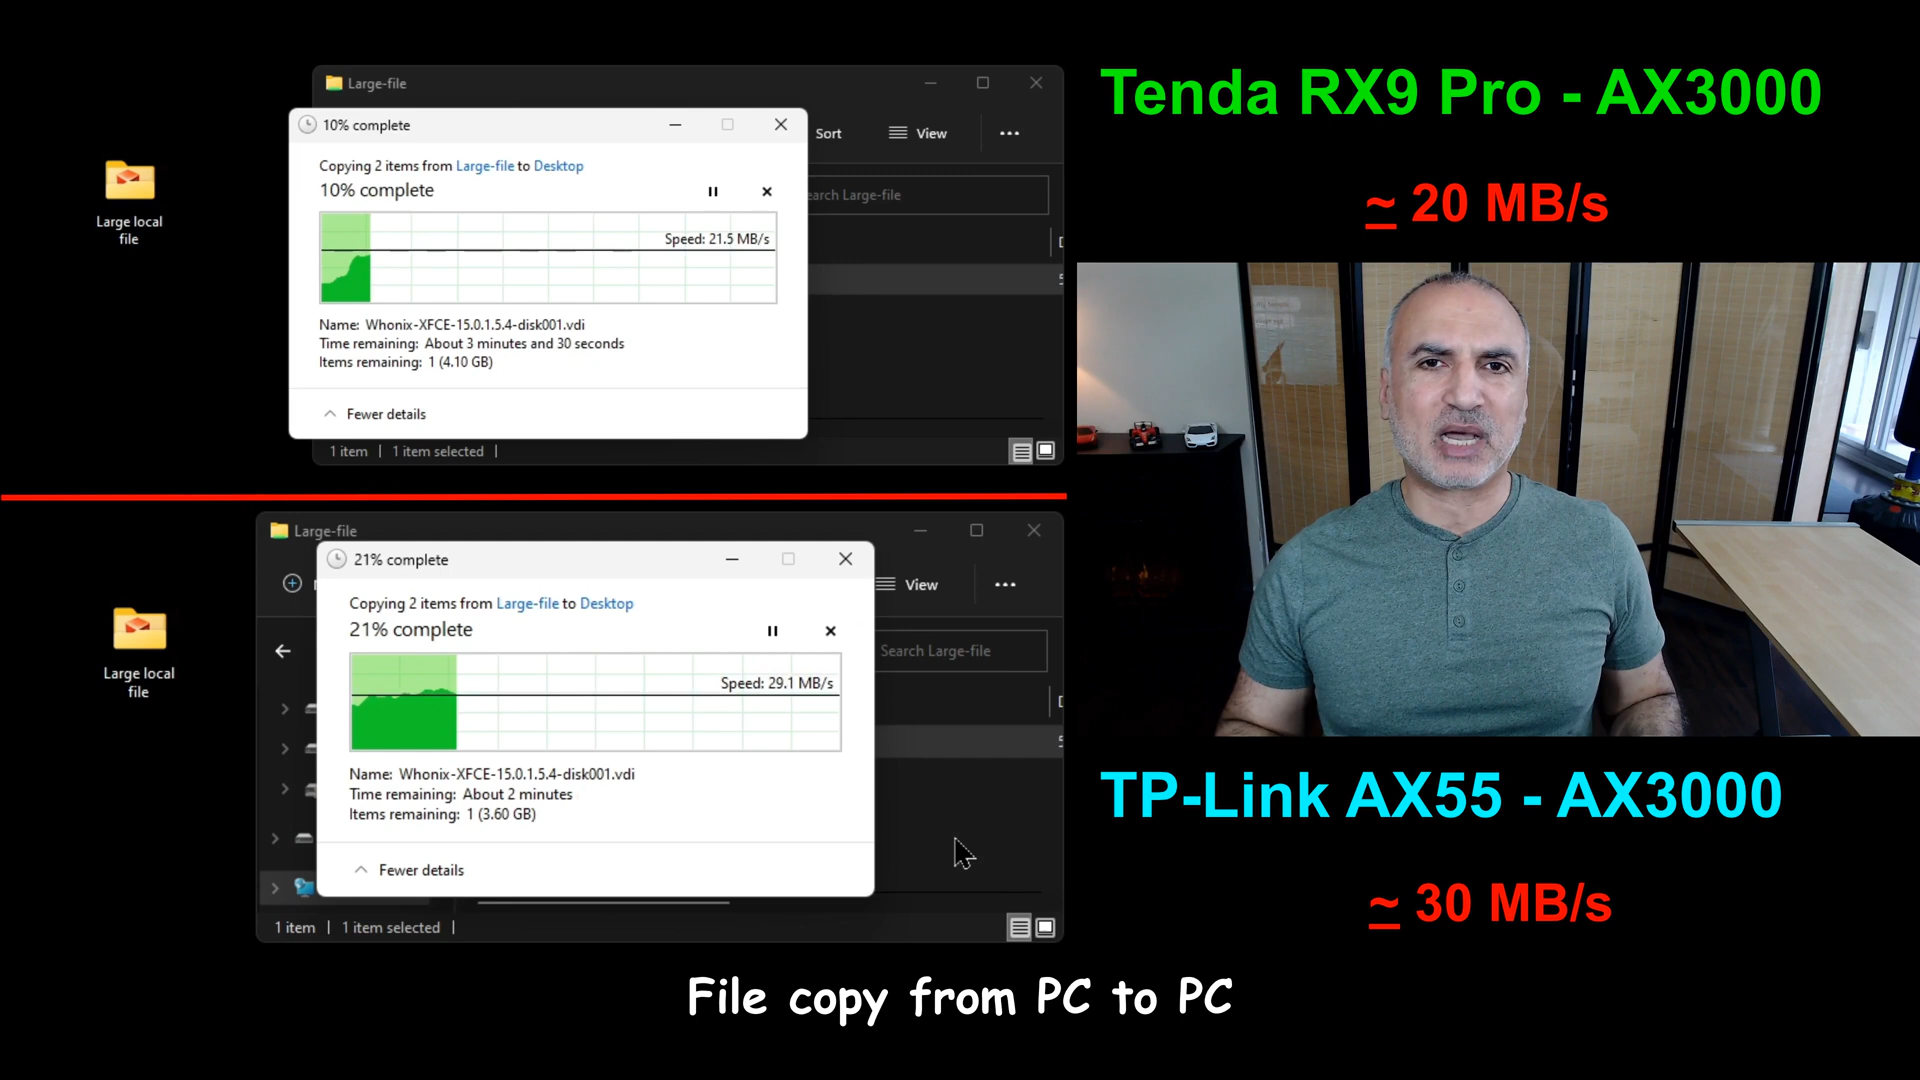 Large-file
10% complete
Sort
View
Copying 2 items from Large-file to Desktop
10% complete
earch Large-file
Speed: 21.5 MB/s
Name: Whonix-XFCE-15.0.1.5.4-disk001.vdi
Time remaining: About 3 minutes and 30 seconds
Items remaining: 1 (4.10 GB)
Fewer details
1 item | 1 item selected |
Large local
file
Tenda RX9 Pro - AX3000
~ 20 MB/s
Large-file
21% complete
View
Copying 2 items from Large-file to Desktop
21% complete
Search Large-file
Speed: 29.1 MB/s
Name: Whonix-XFCE-15.0.1.5.4-disk001.vdi
Time remaining: About 2 minutes
Items remaining: 1 (3.60 GB)
Fewer details
1 item | 1 item selected |
Large local
file
TP-Link AX55 - AX3000
~ 30 MB/s
File copy from PC to PC